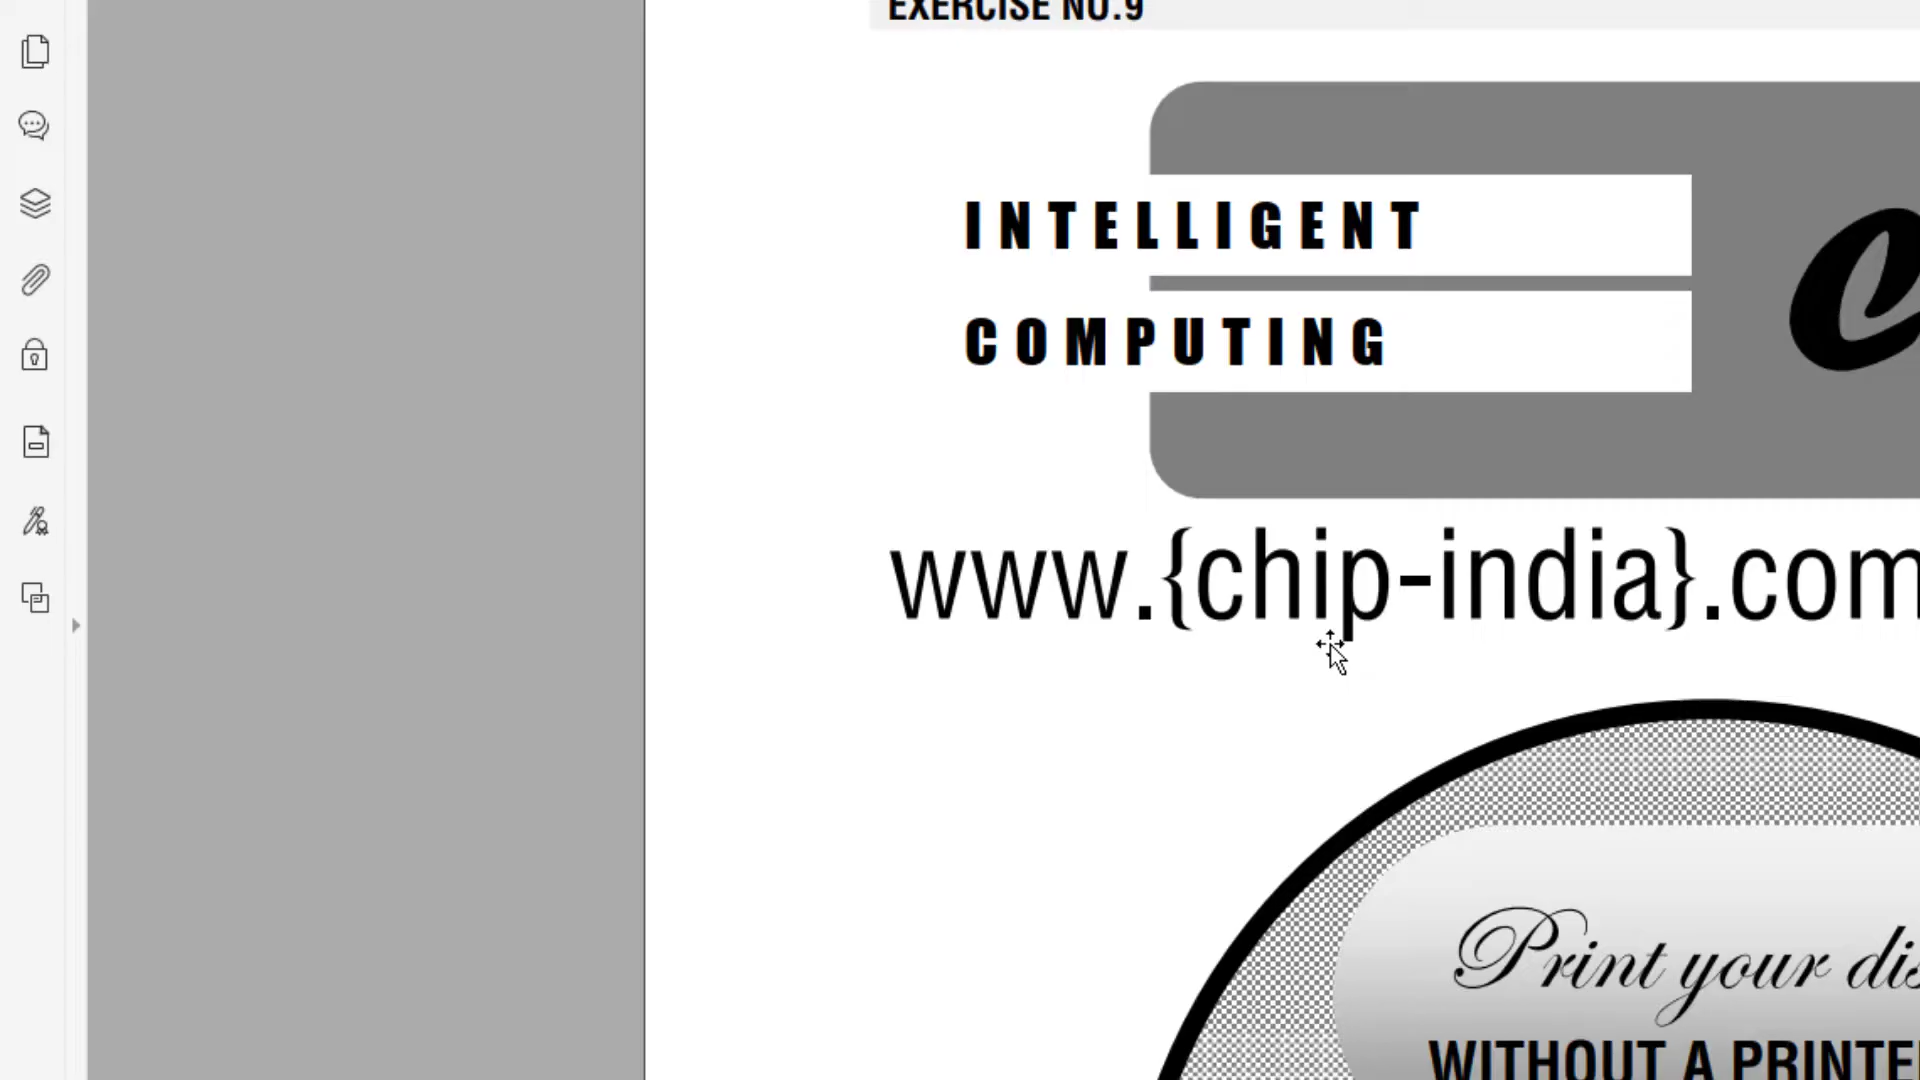 EXERCISE NO.9
INTELLIGENT
COMPUTING
www.{chip-india}.com
Print your
WITHOUT A